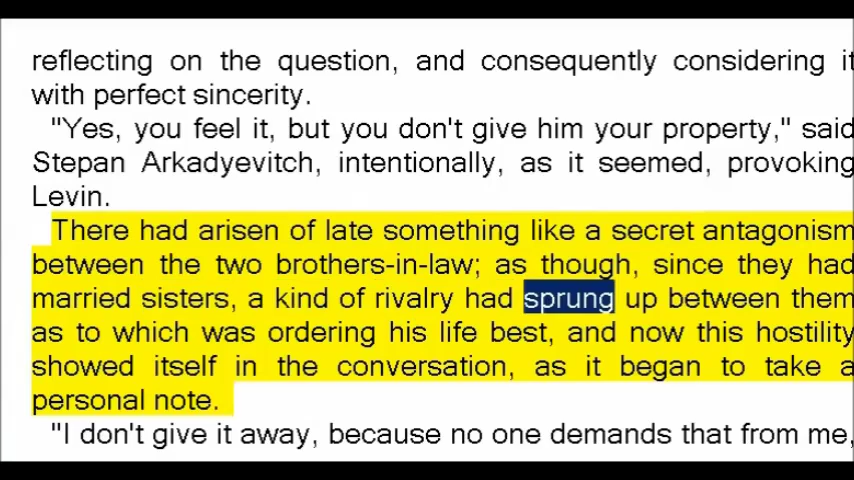 reflecting on the question, and consequently considering it
with perfect sincerity.
"Yes, you feel it, but you don't give him your property," said
Stepan Arkadyevitch, intentionally, as it seemed, provoking
Levin.
There had arisen of late something like a secret antagonism
between the two brothers-in-law; as though, since they had
married sisters, a kind of rivalry had sprung up between them
as to which was ordering his life best, and now this hostility
showed itself in the conversation, as it began to take a
personal note.
"I don't give it away, because no one demands that from me,